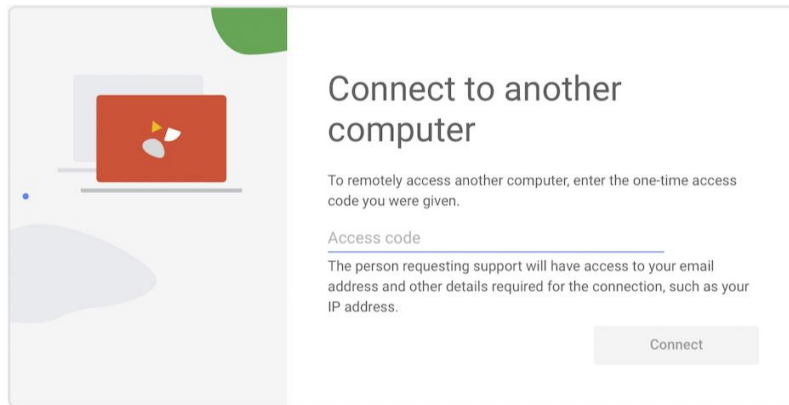 Connect to another
computer
To remotely access another computer, enter the one-time access
code you were given.
Access code
The person requesting support will have access to your email
address and other details required for the connection, such as your
IP address.
Connect